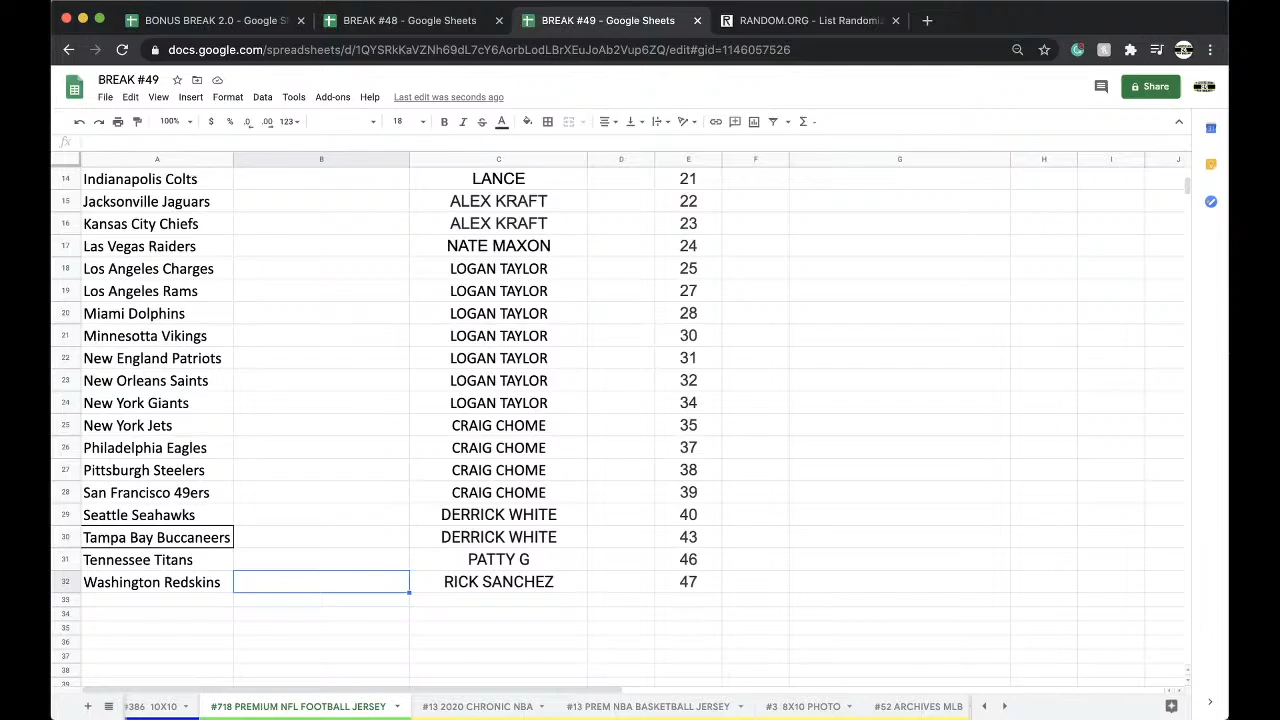 BONUS BREAK 2.0 - Google S
BREAK #48 - Google Sheets
BREAK #49 - Google Sheets
RANDOM.ORG - List Randomi
docs.google.com/spreadsheets/d/1QYSRkKaVZNh69dL7cY6AorbLodLBrXEuJoAb2Vup6ZQ/edit#gid=1146057526
BREAK #49
File Edit View Insert Format Data Tools Add-ons Help Last edit was seconds ago
Share
100% $ % .0 .00 123 18 B I S A
fx
A B C D E F G H I J
14 Indianapolis Colts LANCE 21
15 Jacksonville Jaguars ALEX KRAFT 22
16 Kansas City Chiefs ALEX KRAFT 23
17 Las Vegas Raiders NATE MAXON 24
18 Los Angeles Charges LOGAN TAYLOR 25
19 Los Angeles Rams LOGAN TAYLOR 27
20 Miami Dolphins LOGAN TAYLOR 28
21 Minnesotta Vikings LOGAN TAYLOR 30
22 New England Patriots LOGAN TAYLOR 31
23 New Orleans Saints LOGAN TAYLOR 32
24 New York Giants LOGAN TAYLOR 34
25 New York Jets CRAIG CHOME 35
26 Philadelphia Eagles CRAIG CHOME 37
27 Pittsburgh Steelers CRAIG CHOME 38
28 San Francisco 49ers CRAIG CHOME 39
29 Seattle Seahawks DERRICK WHITE 40
30 Tampa Bay Buccaneers DERRICK WHITE 43
31 Tennessee Titans PATTY G 46
32 Washington Redskins RICK SANCHEZ 47
33
34
35
36
37
38
39
#386 10X10 #718 PREMIUM NFL FOOTBALL JERSEY #13 2020 CHRONIC NBA #13 PREM NBA BASKETBALL JERSEY #3 8X10 PHOTO #52 ARCHIVES MLB